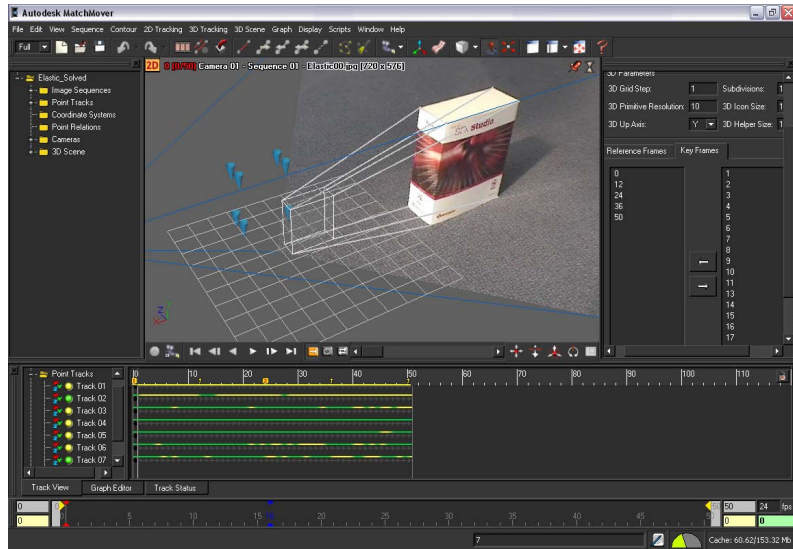 Autodesk MatchMover
File Edit View Sequence Contour 2D Tracking 3D Tracking 3D Scene Graph Display Scripts Window Help
Full
2D 0 [0/50] Camera 01 - Sequence 01 - Elastic00.jpg [720 x 576]
Elastic_Solved
Image Sequences
Point Tracks
Coordinate Systems
Point Relations
Cameras
3D Scene
Studio
Z
X
3D Parameters
3D Grid Step: 1 Subdivisions: 1
3D Primitive Resolution: 10 3D Icon Size: 1
3D Up Axis: Y 3D Helper Size: 1
Reference Frames Key Frames
0
12
24
36
50
1
2
3
4
5
6
7
8
9
10
11
13
14
15
16
17
Point Tracks
Track 01
Track 02
Track 03
Track 04
Track 05
Track 06
Track 07
0 10 20 30 40 50 60 70 80 90 100 110
Track View Graph Editor Track Status
0 0 5 10 15 20 25 30 35 40 45 50 50 24 fps
0 0 0
7 Cache: 60.62/153.32 Mb